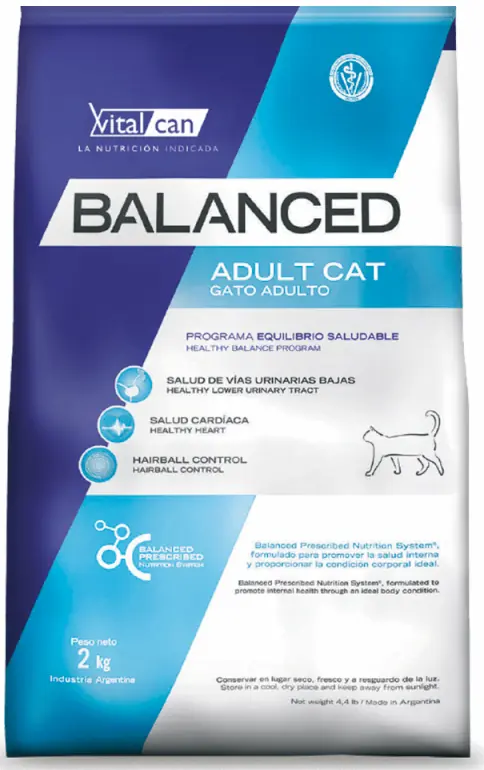 Vital can
LA NUTRICIÓN INDICADA
BALANCED
ADULT CAT
GATO ADULTO
PROGRAMA EQUILIBRIO SALUDABLE
HEALTHY BALANCE PROGRAM
SALUD DE VÍAS URINARIAS BAJAS
HEALTHY LOWER URINARY TRACT
SALUD CARDÍACA
HEALTHY HEART
HAIRBALL CONTROL
HAIRBALL CONTROL
BALANCED
PRESCRIBED
NUTRITION SYSTEM
Balanced Prescribed Nutrition System®,
formulado para promover la salud interna
y proporcionar la condición corporal ideal.
Balanced Prescribed Nutrition System®, formulated to
promote internal health through an ideal body condition.
Peso neto
2 kg
Industria Argentina
Conservar en lugar seco, fresco y a resguardo de la luz.
Store in a cool, dry place and keep away from sunlight.
Net weight 4,4 lb / Made in Argentina